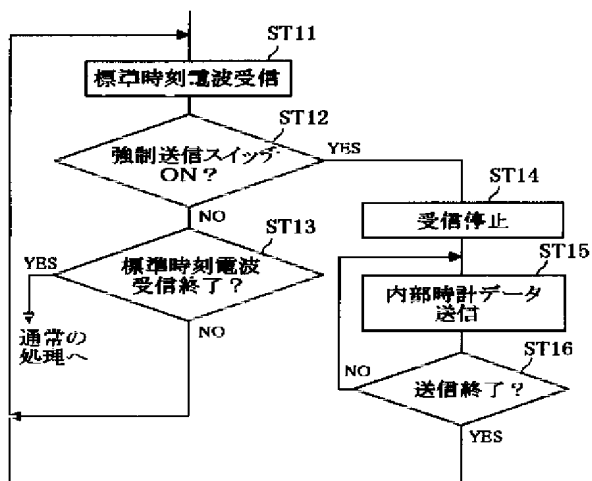 ST11
標準時刻電波受信
ST12
強制送信スイッチ
ON?
YES
NO
ST13
標準時刻電波
受信終了?
YES
NO
通常の
処理へ
ST14
受信停止
ST15
内部時計データ
送信
ST16
送信終了?
NO
YES